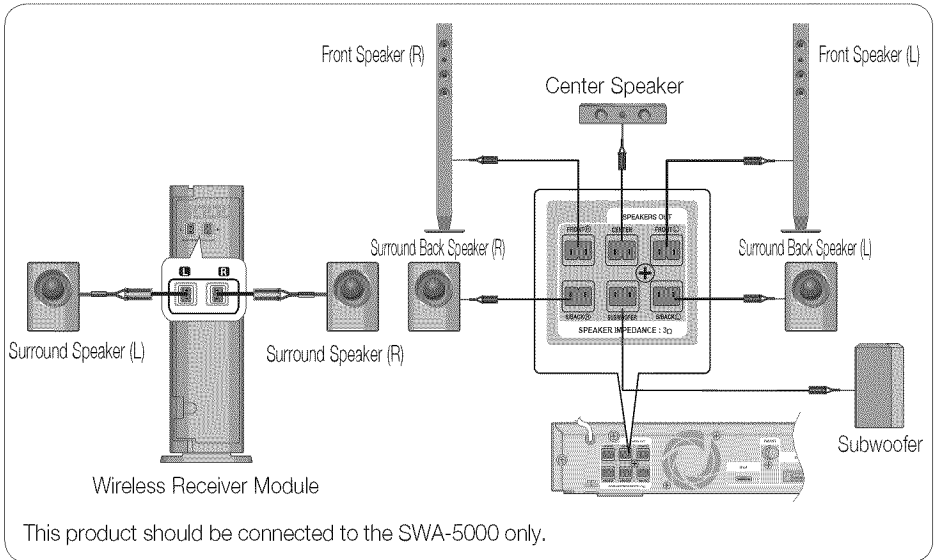 Front Speaker (R)
Front Speaker (L)
Center Speaker
SPEAKERS OUT
FRONT Ⓡ CENTER FRONT Ⓛ
Surround Back Speaker (R)
Surround Back Speaker (L)
L R
S/BACK Ⓡ SUBWOOFER S/BACK Ⓛ
SPEAKER IMPEDANCE : 3Ω
Surround Speaker (L)
Surround Speaker (R)
Subwoofer
Wireless Receiver Module
This product should be connected to the SWA-5000 only.